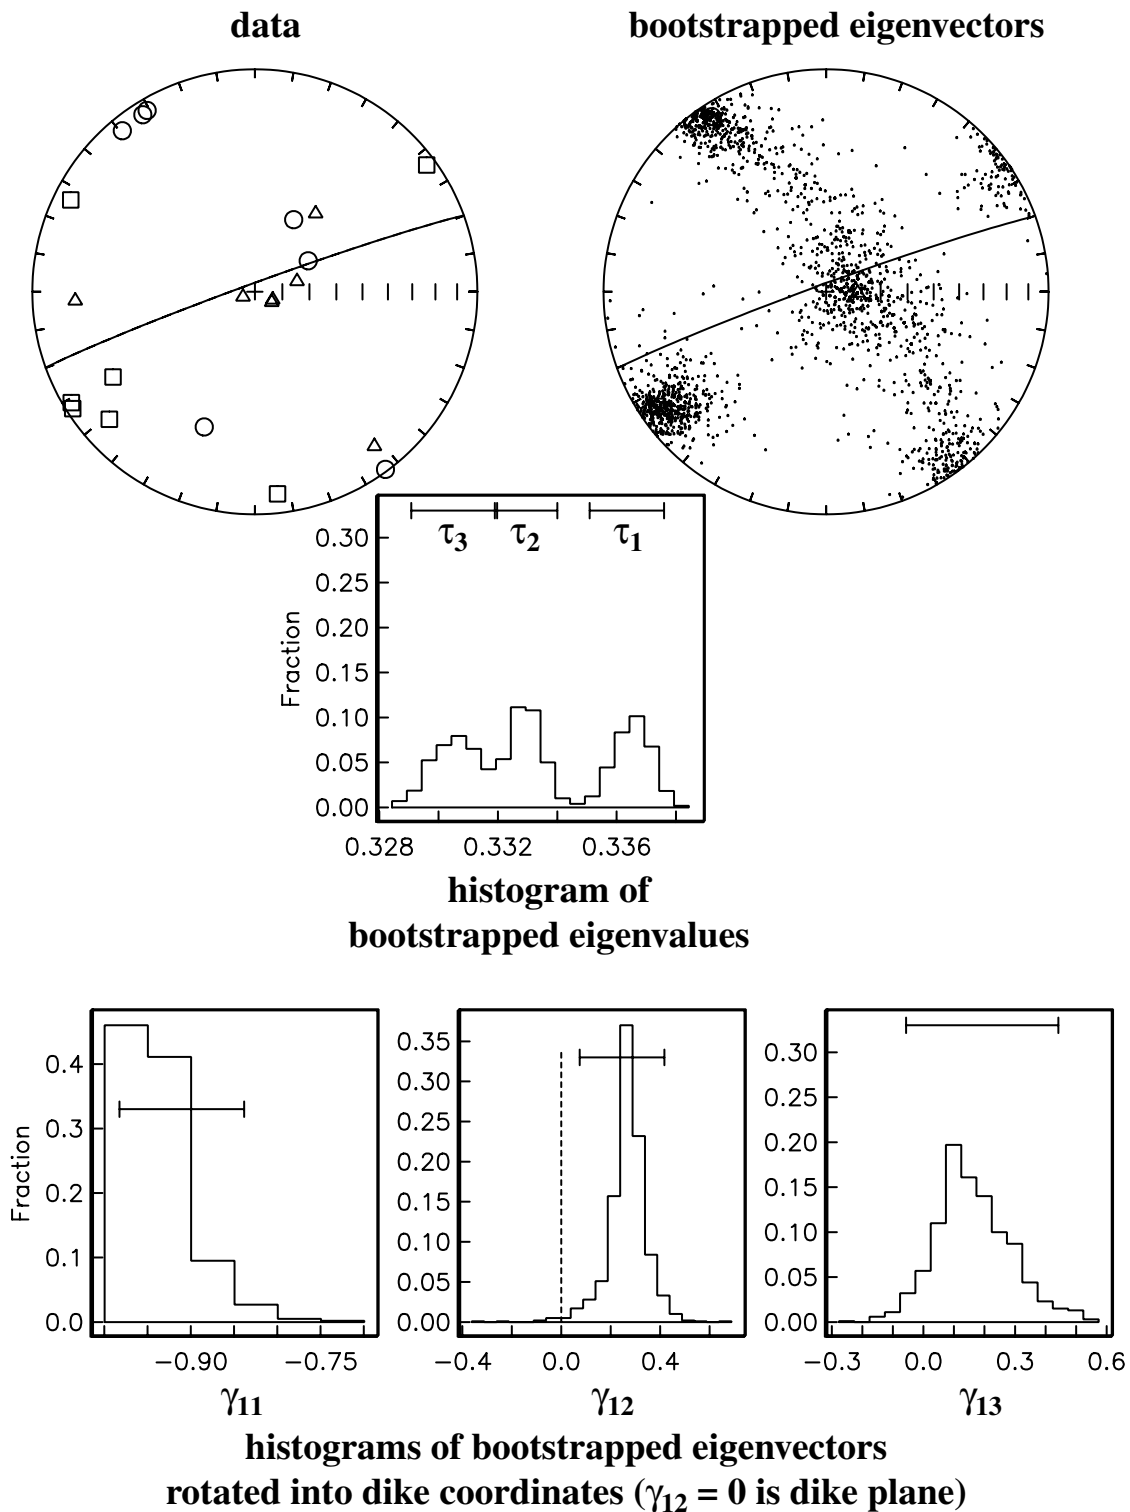 data bootstrapped eigenvectors
τ3 τ2 τ1
0.30
0.25
0.20
0.15
0.10
0.05
0.00
Fraction
0.328 0.332 0.336
histogram of
bootstrapped eigenvalues
0.4
0.3
0.2
0.1
0.0
Fraction
−0.90 −0.75
γ11
0.35
0.30
0.25
0.20
0.15
0.10
0.05
0.00
−0.4 0.0 0.4
γ12
0.30
0.25
0.20
0.15
0.10
0.05
0.00
−0.3 0.0 0.3 0.6
γ13
histograms of bootstrapped eigenvectors
rotated into dike coordinates (γ12 = 0 is dike plane)